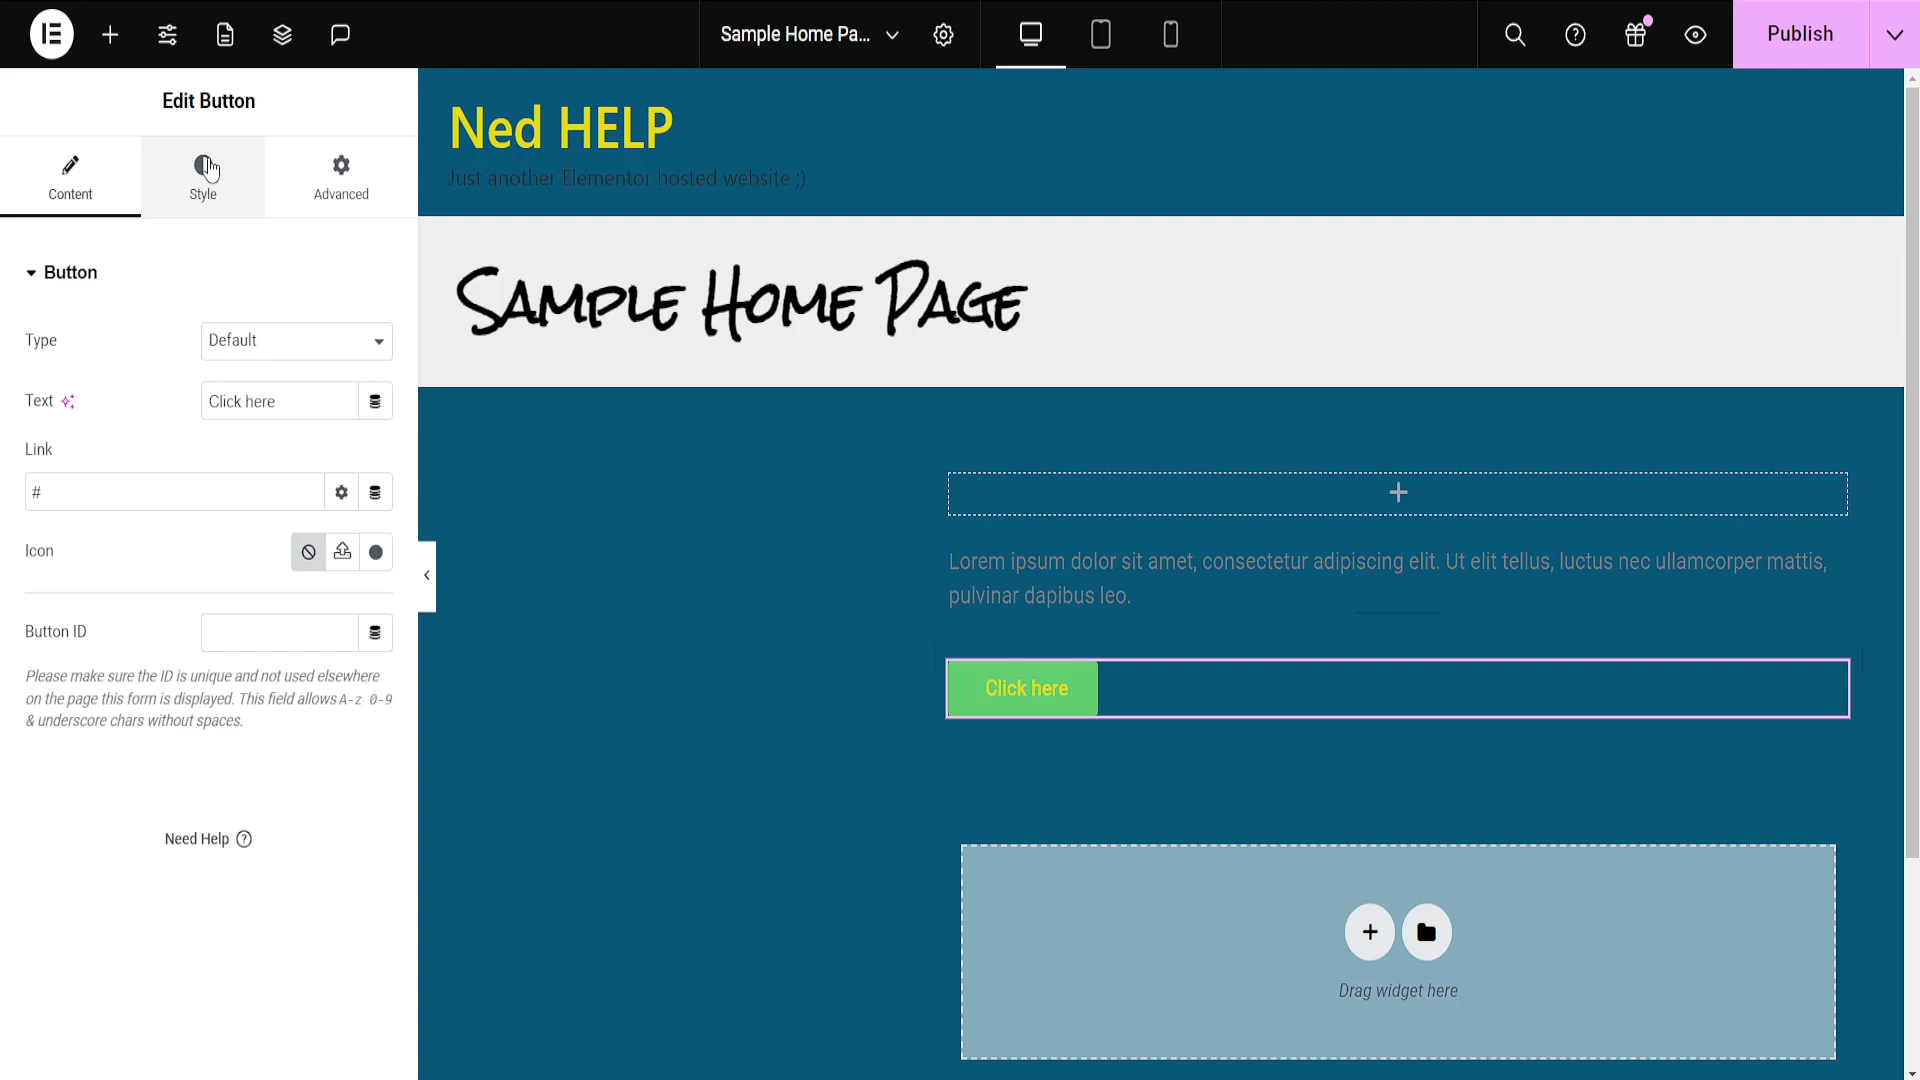 Sample Home Pa...
Publish
Edit Button
Content
Style
Advanced
Button
Type
Default
Text
Click here
Link
#
Icon
Button ID
Please make sure the ID is unique and not used elsewhere
on the page this form is displayed. This field allows A-z 0-9
& underscore chars without spaces.
Need Help
Ned HELP
Just another Elementor hosted website ;)
Sample Home Page
Lorem ipsum dolor sit amet, consectetur adipiscing elit. Ut elit tellus, luctus nec ullamcorper mattis,
pulvinar dapibus leo.
Click here
Drag widget here